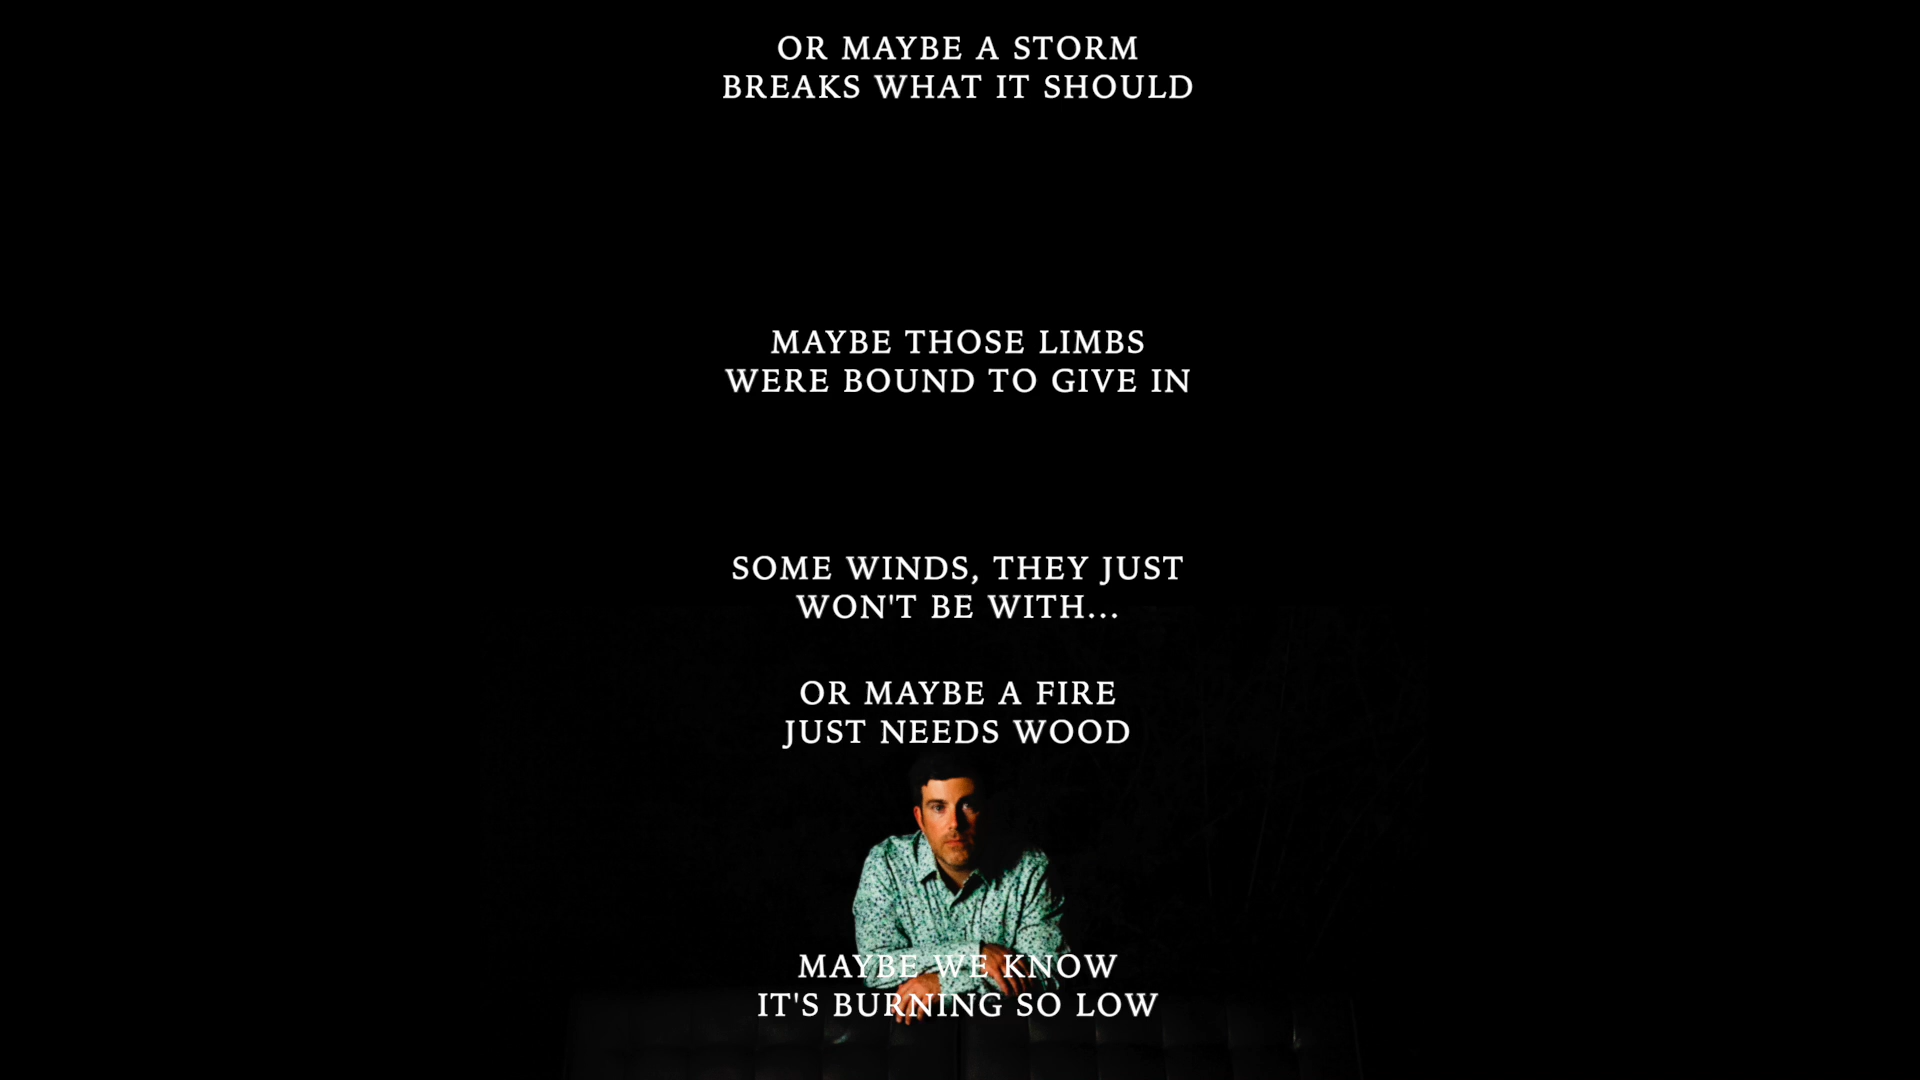 OR MAYBE A STORM
BREAKS WHAT IT SHOULD
MAYBE THOSE LIMBS
WERE BOUND TO GIVE IN
SOME WINDS, THEY JUST
WON'T BE WITH...
OR MAYBE A FIRE
JUST NEEDS WOOD
MAYBE WE KNOW
IT'S BURNING SO LOW